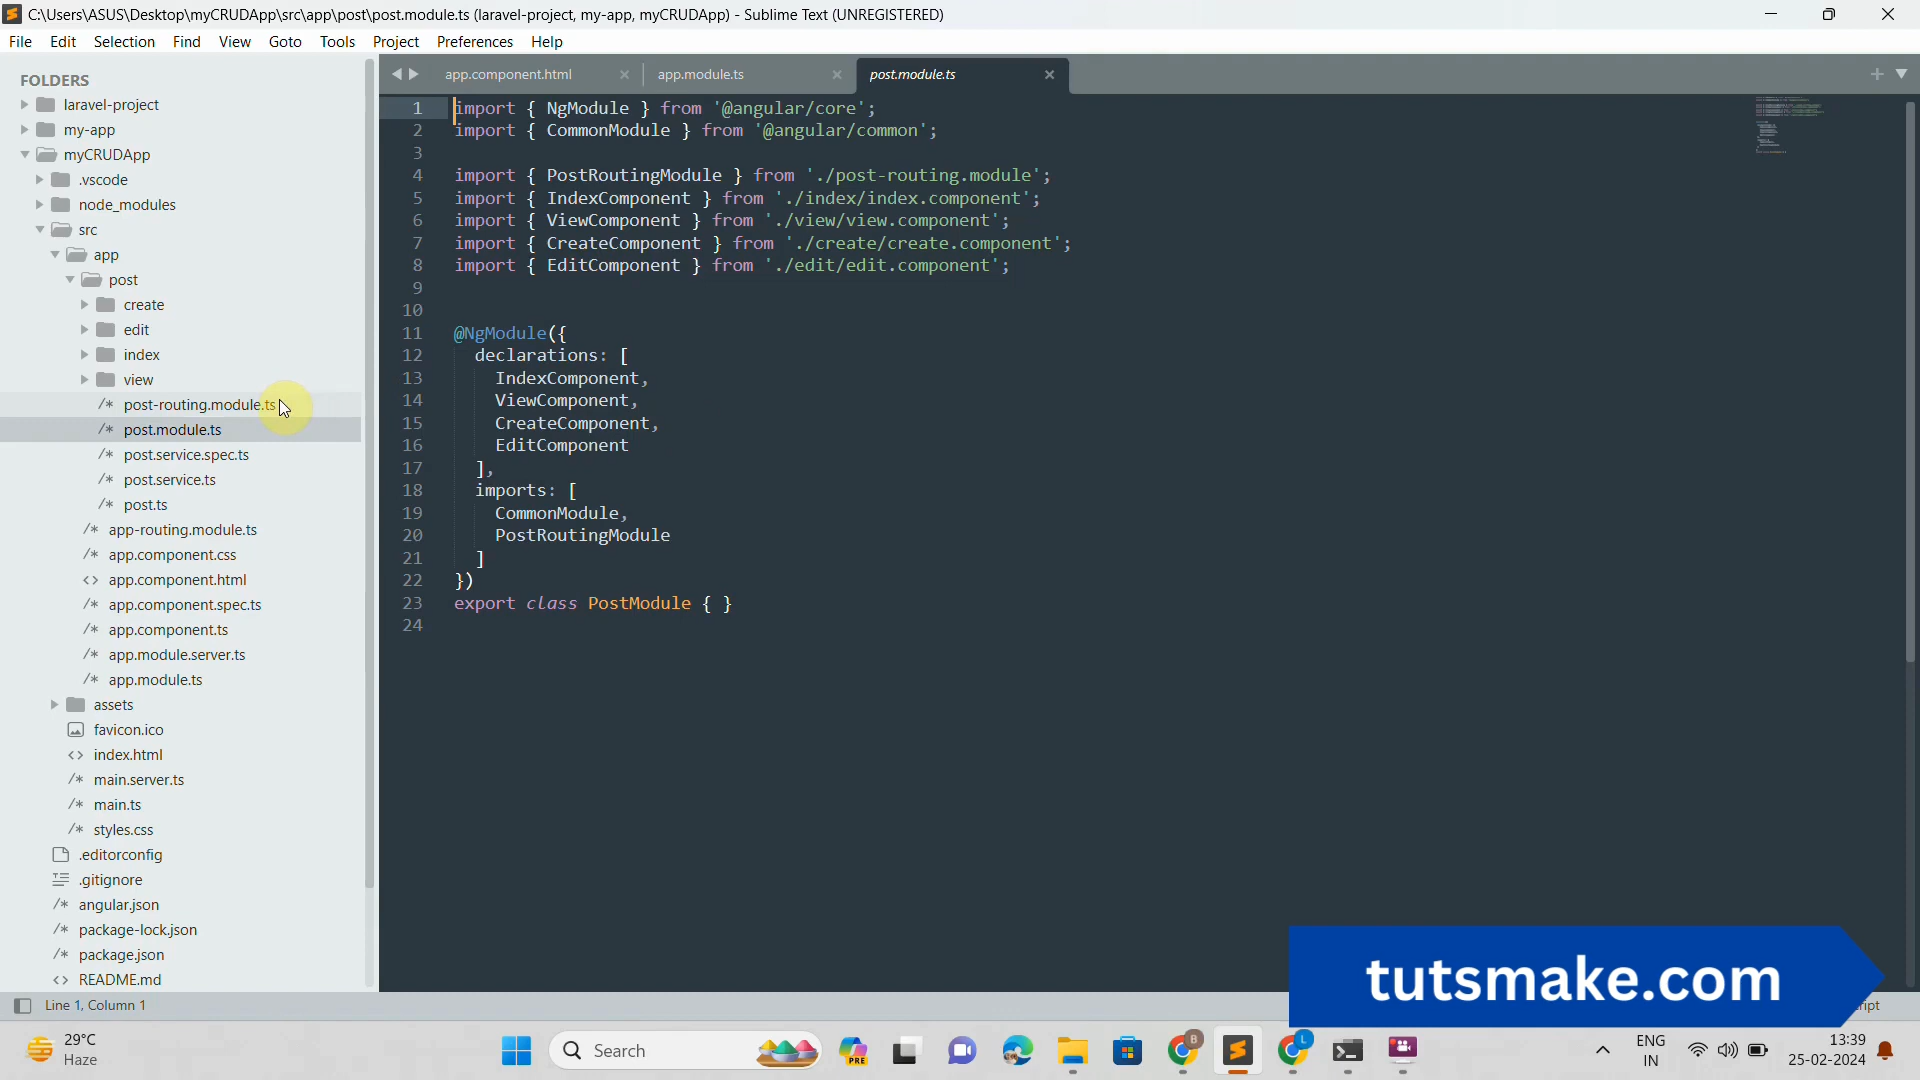 C:\Users\ASUS\Desktop\myCRUDApp\src\app\post\post.module.ts (laravel-project, my-app, myCRUDApp) - Sublime Text (UNREGISTERED)
File Edit Selection Find View Goto Tools Project Preferences Help
FOLDERS
laravel-project
my-app
myCRUDApp
.vscode
node_modules
src
app
post
create
edit
index
view
/* post-routing.module.ts
/* post.module.ts
/* post.service.spec.ts
/* post.service.ts
/* post.ts
/* app-routing.module.ts
/* app.component.css
<> app.component.html
/* app.component.spec.ts
/* app.component.ts
/* app.module.server.ts
/* app.module.ts
assets
favicon.ico
<> index.html
/* main.server.ts
/* main.ts
/* styles.css
.editorconfig
.gitignore
/* angular.json
/* package-lock.json
/* package.json
<> README.md
app.component.html app.module.ts post.module.ts
1 import { NgModule } from '@angular/core';
2 import { CommonModule } from '@angular/common';
3
4 import { PostRoutingModule } from './post-routing.module';
5 import { IndexComponent } from './index/index.component';
6 import { ViewComponent } from './view/view.component';
7 import { CreateComponent } from './create/create.component';
8 import { EditComponent } from './edit/edit.component';
9
10
11 @NgModule({
12 declarations: [
13 IndexComponent,
14 ViewComponent,
15 CreateComponent,
16 EditComponent
17 ],
18 imports: [
19 CommonModule,
20 PostRoutingModule
21 ]
22 })
23 export class PostModule { }
24
tutsmake.com
Line 1, Column 1
ript
29°C
Haze
Search
PRE
B
L
ENG
IN
13:39
25-02-2024